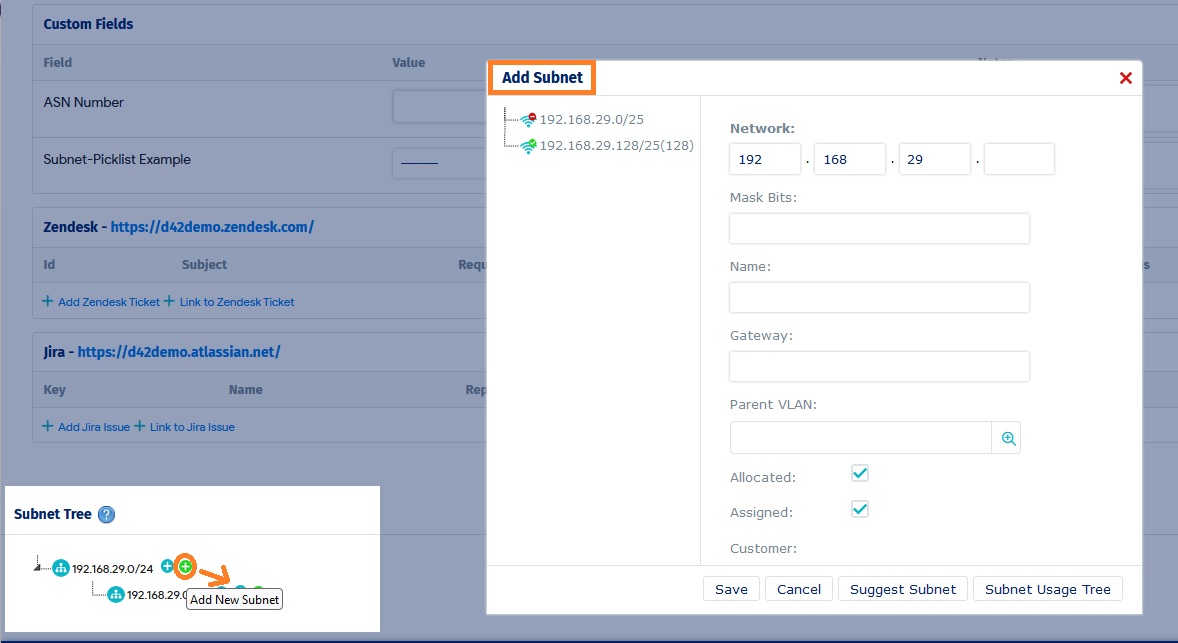 Custom Fields
Field Value
ASN Number
Subnet-Picklist Example
Zendesk - https://d42demo.zendesk.com/
Id Subject
+ Add Zendesk Ticket + Link to Zendesk Ticket
Jira - https://d42demo.atlassian.net/
Key Name
+ Add Jira Issue + Link to Jira Issue
Add Subnet
192.168.29.0/25
192.168.29.128/25(128)
Network:
192 . 168 . 29 .
Mask Bits:
Name:
Gateway:
Parent VLAN:
Allocated:
Assigned:
Customer:
Save Cancel Suggest Subnet Subnet Usage Tree
Subnet Tree ?
192.168.29.0/24
192.168.29.0
Add New Subnet